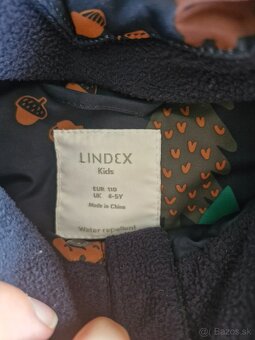 LINDEX
Kids
EUR 110
UK 4-5Y
Made in China
Water repellent
Bazos.sk